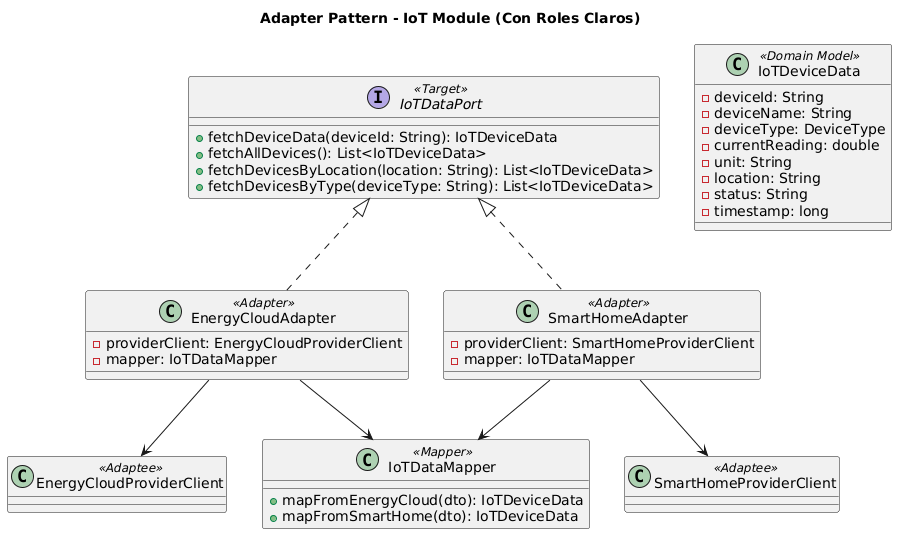 Adapter Pattern - IoT Module (Con Roles Claros)
«Target»
I
IoTDataPort
fetchDeviceData(deviceId: String): IoTDeviceData
fetchAllDevices(): List<IoTDeviceData>
fetchDevicesByLocation(location: String): List<IoTDeviceData>
fetchDevicesByType(deviceType: String): List<IoTDeviceData>
«Domain Model»
C
IoTDeviceData
deviceId: String
deviceName: String
deviceType: DeviceType
currentReading: double
unit: String
location: String
status: String
timestamp: long
«Adapter»
C
EnergyCloudAdapter
providerClient: EnergyCloudProviderClient
mapper: IoTDataMapper
«Adapter»
C
SmartHomeAdapter
providerClient: SmartHomeProviderClient
mapper: IoTDataMapper
«Adaptee»
C
EnergyCloudProviderClient
«Mapper»
C
IoTDataMapper
mapFromEnergyCloud(dto): IoTDeviceData
mapFromSmartHome(dto): IoTDeviceData
«Adaptee»
C
SmartHomeProviderClient